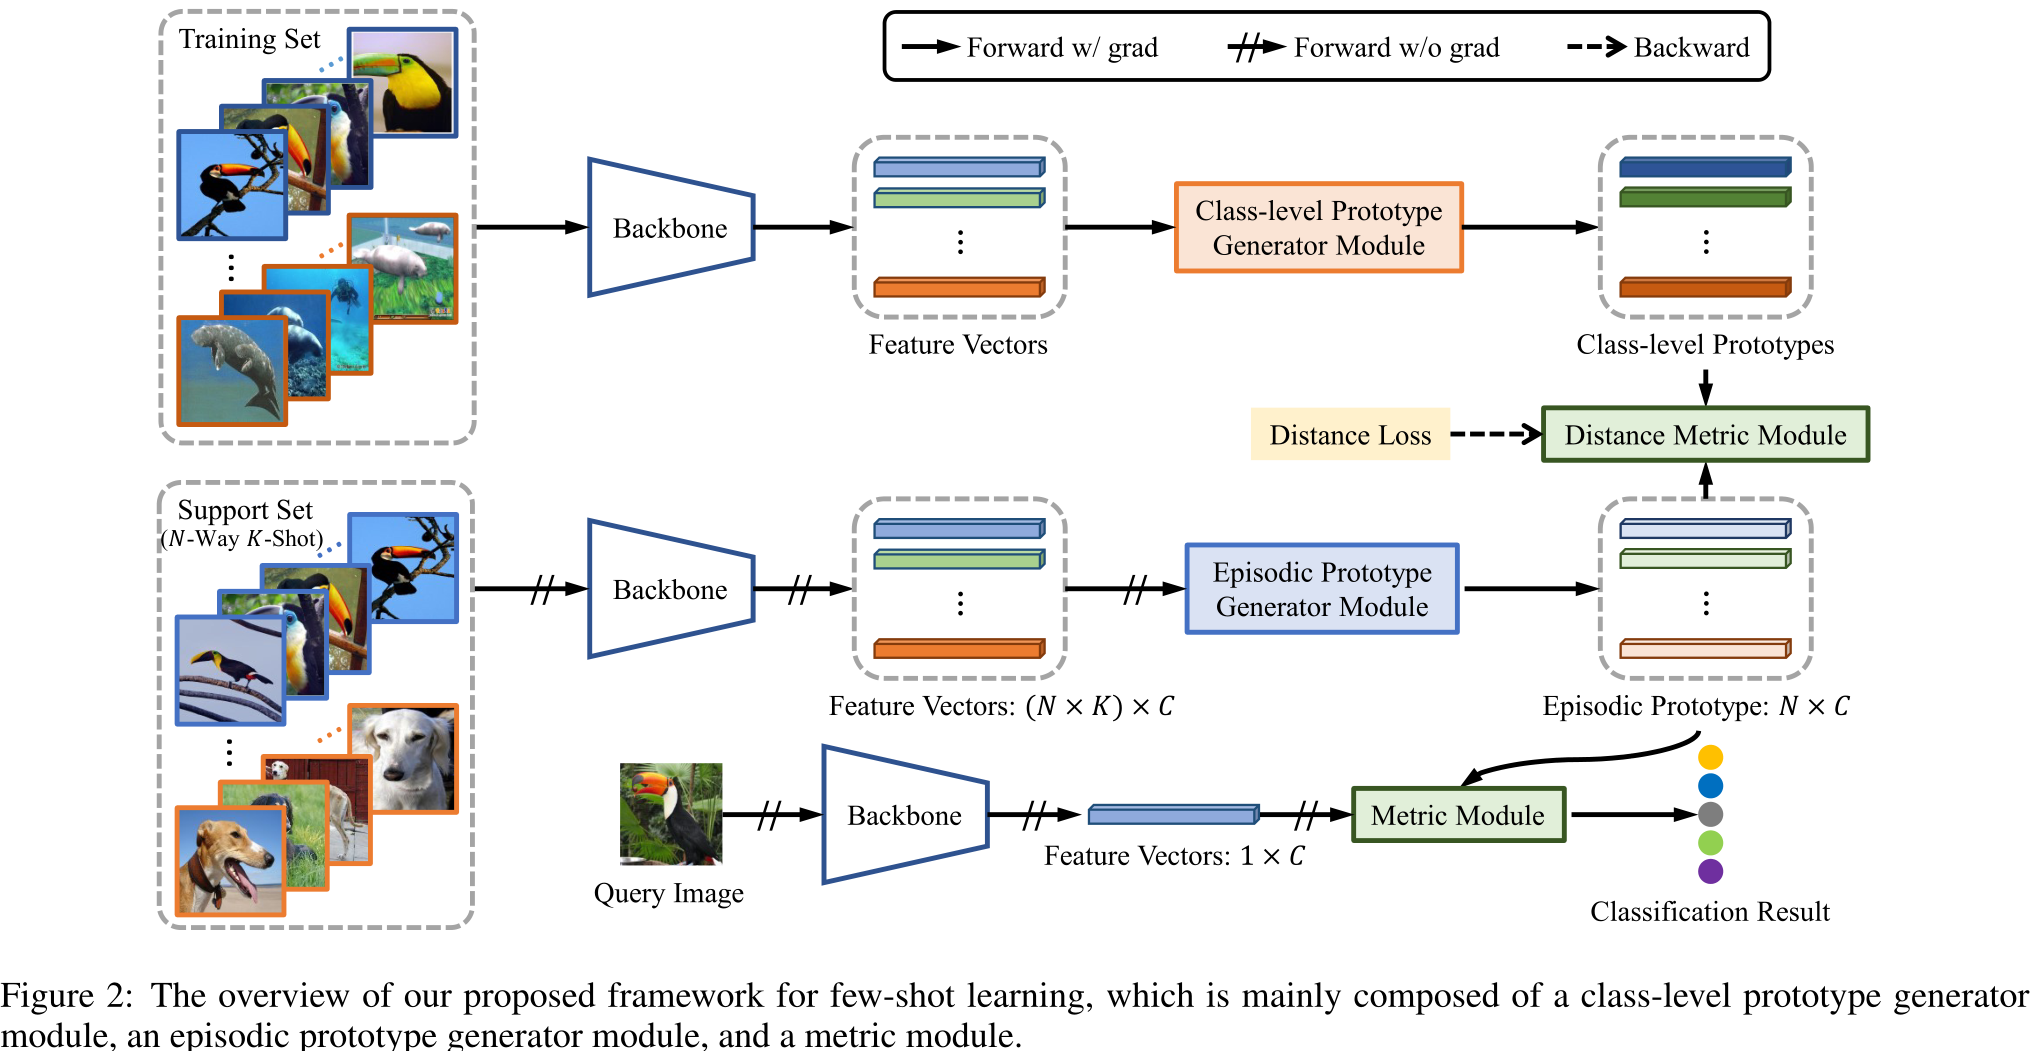 Training Set
Forward w/ grad
Forward w/o grad
Backward
Backbone
Feature Vectors
Class-level Prototype
Generator Module
Class-level Prototypes
Distance Loss
Distance Metric Module
Support Set
(N-Way K-Shot)
Backbone
Feature Vectors: (N × K) × C
Episodic Prototype
Generator Module
Episodic Prototype: N × C
Query Image
Backbone
Feature Vectors: 1 × C
Metric Module
Classification Result
Figure 2: The overview of our proposed framework for few-shot learning, which is mainly composed of a class-level prototype generator
module, an episodic prototype generator module, and a metric module.